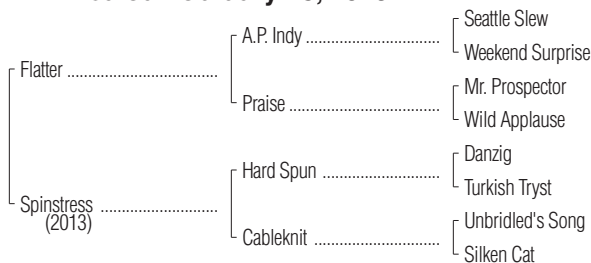 Seattle Slew
A.P. Indy
Weekend Surprise
Flatter
Mr. Prospector
Praise
Wild Applause
Danzig
Hard Spun
Turkish Tryst
Spinstress
(2013)
Unbridled's Song
Cableknit
Silken Cat